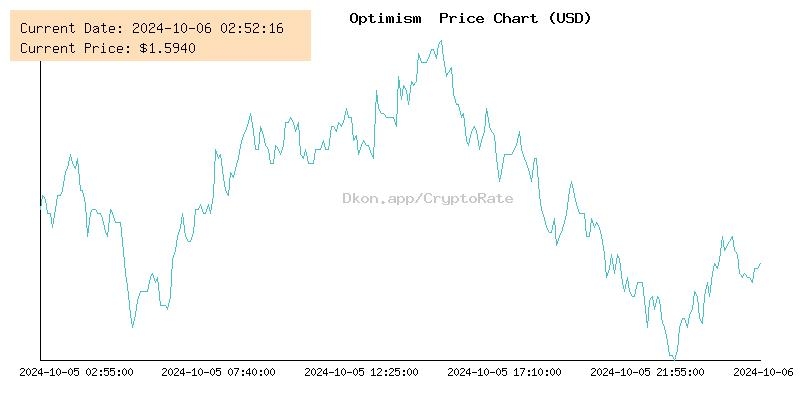 Optimism  Price Chart (USD)
Current Date: 2024-10-06 02:52:16
Current Price: $1.5940
Dkon.app/CryptoRate
2024-10-05 02:55:00 2024-10-05 07:40:00 2024-10-05 12:25:00 2024-10-05 17:10:00 2024-10-05 21:55:00 2024-10-06